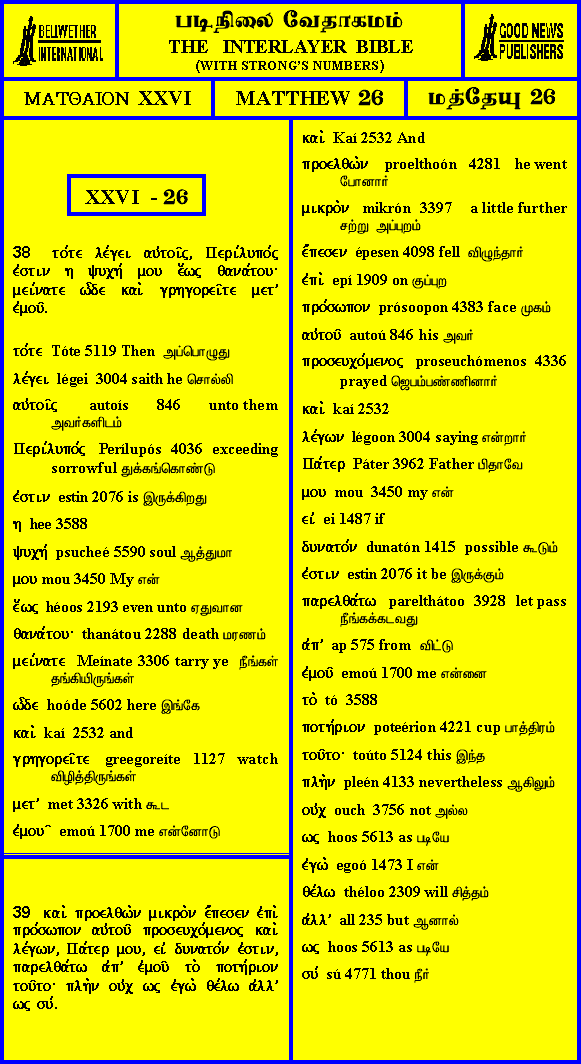 BELLWETHER
INTERNATIONAL
படிநிலை வேதாகமம்
THE INTERLAYER BIBLE
(WITH STRONG'S NUMBERS)
GOOD NEWS
PUBLISHERS
ΜΑΤΘΑΙΟΝ XXVI
MATTHEW 26
மத்தேயு 26
XXVI - 26
38 τότε λέγει αὐτοῖς, Περίλυπός
ἐστιν η ψυχή μου ἕως θανάτου·
μείνατε ὧδε καὶ γρηγορεῖτε μετ'
ἐμοῦ.
τότε Tóte 5119 Then அப்பொழுது
λέγει légei 3004 saith he சொல்லி
αὐτοῖς autoís 846 unto them
அவர்களிடம்
Περίλυπός Perílupós 4036 exceeding
sorrowful துக்கங்கொண்டு
ἐστιν estin 2076 is இருக்கிறது
η hee 3588
ψυχή psucheé 5590 soul ஆத்துமா
μου mou 3450 My என்
ἕως héoos 2193 even unto ஏதுவான
θανάτου· thanátou 2288 death மரணம்
μείνατε Meínate 3306 tarry ye நீங்கள்
தங்கியிருங்கள்
ὧδε hoóde 5602 here இங்கே
καὶ kaí 2532 and
γρηγορεῖτε greegoreíte 1127 watch
விழித்திருங்கள்
μετ' met 3326 with கூட
ἐμου῀ emoú 1700 me என்னோடு
39 καὶ προελθὼν μικρὸν ἔπεσεν ἐπὶ
πρόσωπον αὐτοῦ προσευχόμενος καὶ
λέγων, Πάτερ μου, εἰ δυνατόν ἐστιν,
παρελθάτω ἀπ' ἐμοῦ τὸ ποτήριον
τοῦτο· πλὴν οὐχ ως ἐγὼ θέλω ἀλλ'
ως σύ.
καὶ Kaí 2532 And
προελθὼν proelthoón 4281 he went
போனார்
μικρὸν mikrón 3397 a little further
சற்று அப்புறம்
ἔπεσεν épesen 4098 fell விழுந்தார்
ἐπὶ epí 1909 on குப்புற
πρόσωπον prósoopon 4383 face முகம்
αὐτοῦ autoú 846 his அவர்
προσευχόμενος proseuchómenos 4336
prayed ஜெபம்பண்ணினார்
καὶ kaí 2532
λέγων légoon 3004 saying என்றார்
Πάτερ Páter 3962 Father பிதாவே
μου mou 3450 my என்
εἰ ei 1487 if
δυνατόν dunatón 1415 possible கூடும்
ἐστιν estin 2076 it be இருக்கும்
παρελθάτω parelthátoo 3928 let pass
நீங்கக்கடவது
ἀπ' ap 575 from விட்டு
ἐμοῦ emoú 1700 me என்னை
τὸ tó 3588
ποτήριον poteérion 4221 cup பாத்திரம்
τοῦτο· toúto 5124 this இந்த
πλὴν pleén 4133 nevertheless ஆகிலும்
οὐχ ouch 3756 not அல்ல
ως hoos 5613 as படியே
ἐγὼ egoó 1473 I என்
θέλω théloo 2309 will சித்தம்
ἀλλ' all 235 but ஆனால்
ως hoos 5613 as படியே
σύ sú 4771 thou நீர்